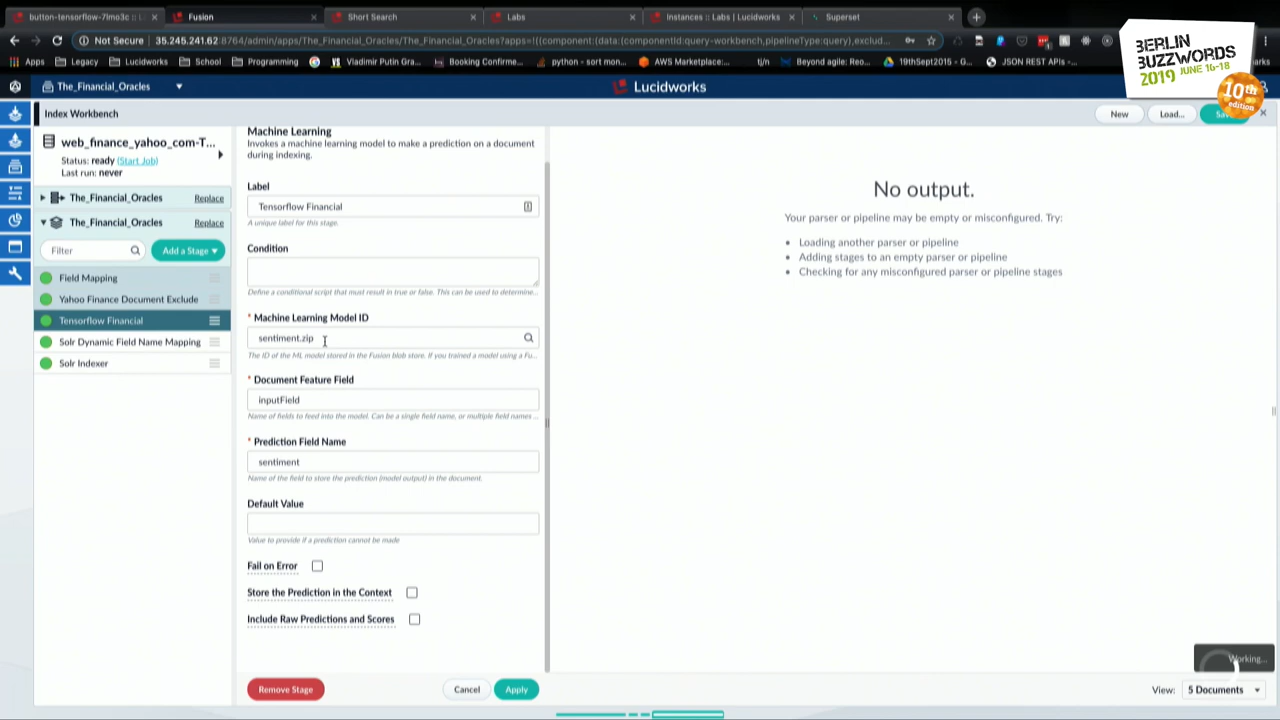 button-tensorflow-7lmo3c ::
Fusion
Short Search
Labs
Instances :: Labs | Lucidworks
Superset
Not Secure
35.245.241.62:8764/admin/apps/The_Financial_Oracles/The_Financial_Oracles?apps=!((component:(data:(componentId:query-workbench,pipelineType:query),exclud...
Apps
Legacy
Lucidworks
School
Programming
Vladimir Putin Gra...
Booking Confirme...
python - sort mon...
AWS Marketplace:...
tj/n
Beyond agile: Reo...
19thSept2015 - G...
JSON REST APIs -...
BERLIN
BUZZWORDS
2019 JUNE 16-18
10th
edition
The_Financial_Oracles
Lucidworks
Index Workbench
New
Load...
web_finance_yahoo_com-T...
Status: ready (Start Job)
Last run: never
The_Financial_Oracles
Replace
The_Financial_Oracles
Replace
Filter
Add a Stage
Field Mapping
Yahoo Finance Document Exclude
Tensorflow Financial
Solr Dynamic Field Name Mapping
Solr Indexer
Machine Learning
Invokes a machine learning model to make a prediction on a document
during indexing.
Label
Tensorflow Financial
A unique label for this stage.
Condition
Define a conditional script that must result in true or false. This can be used to determine...
* Machine Learning Model ID
sentiment.zip
The ID of the ML model stored in the Fusion blob store. If you trained a model using a Fu...
* Document Feature Field
inputField
Name of fields to feed into the model. Can be a single field name, or multiple field names ...
* Prediction Field Name
sentiment
Name of the field to store the prediction (model output) in the document.
Default Value
Value to provide if a prediction cannot be made
Fail on Error
Store the Prediction in the Context
Include Raw Predictions and Scores
Remove Stage
Cancel
Apply
No output.
Your parser or pipeline may be empty or misconfigured. Try:
• Loading another parser or pipeline
• Adding stages to an empty parser or pipeline
• Checking for any misconfigured parser or pipeline stages
Working...
View:
5 Documents